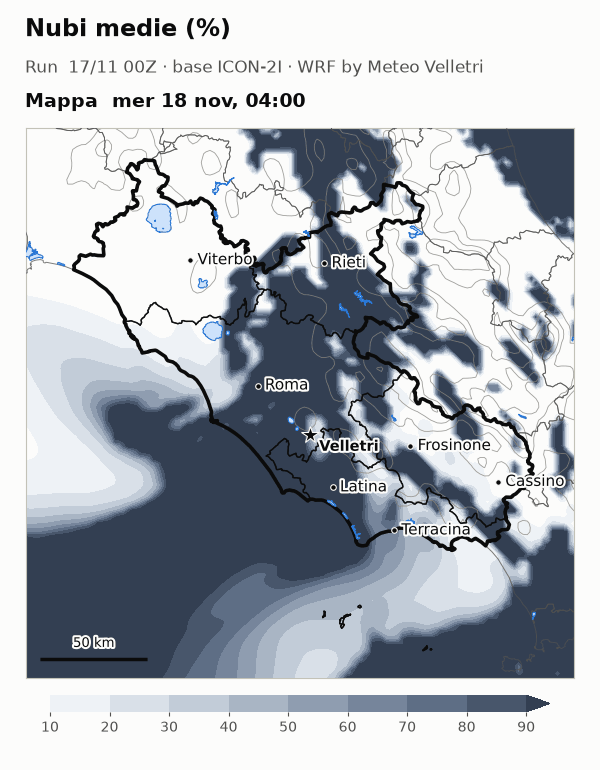 Nubi medie (%)
Run  17/11 00Z · base ICON-2I · WRF by Meteo Velletri
Mappa  mer 18 nov, 04:00
Viterbo
Rieti
Roma
Velletri
Frosinone
Cassino
Latina
Terracina
50 km
10 20 30 40 50 60 70 80 90